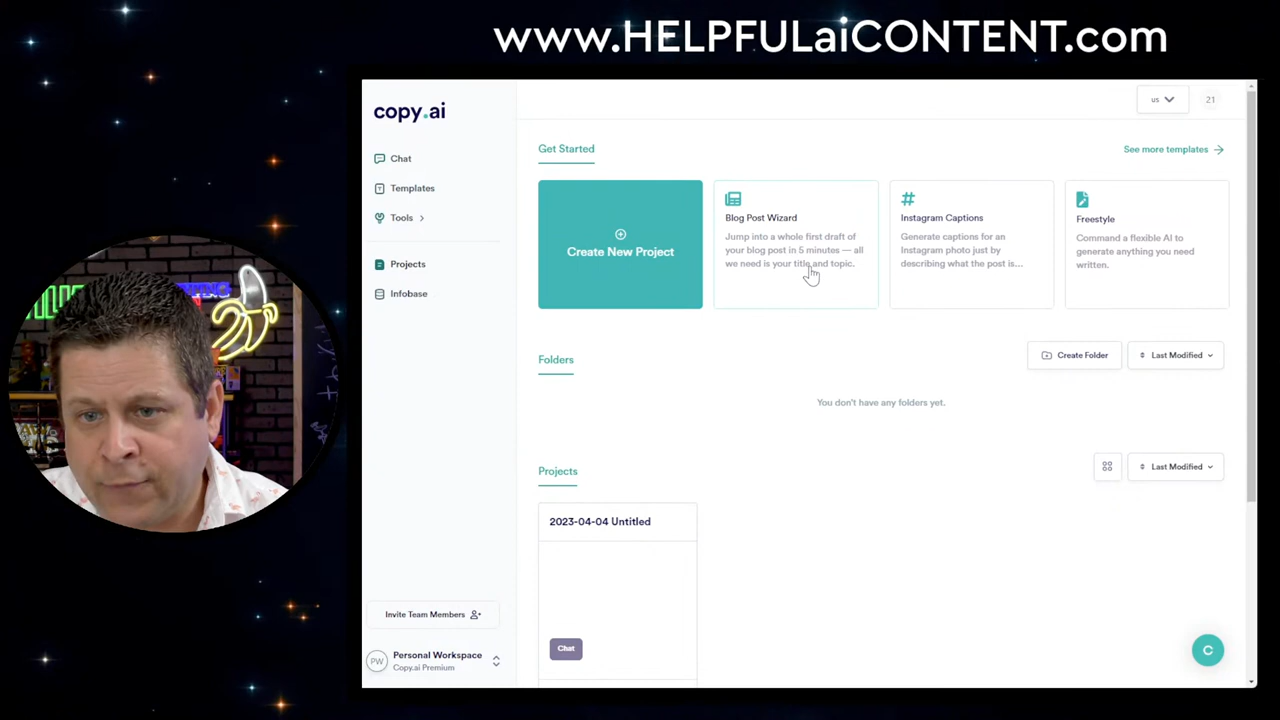 www.HELPFULaiCONTENT.com
copy.ai
us
21
Chat
Templates
Tools
Projects
Infobase
Get Started
See more templates
Create New Project
Blog Post Wizard
Jump into a whole first draft of
your blog post in 5 minutes — all
we need is your title and topic.
Instagram Captions
Generate captions for an
Instagram photo just by
describing what the post is...
Freestyle
Command a flexible AI to
generate anything you need
written.
Folders
Create Folder
Last Modified
You don't have any folders yet.
Projects
Last Modified
2023-04-04 Untitled
Chat
Invite Team Members
PW
Personal Workspace
Copy.ai Premium
C